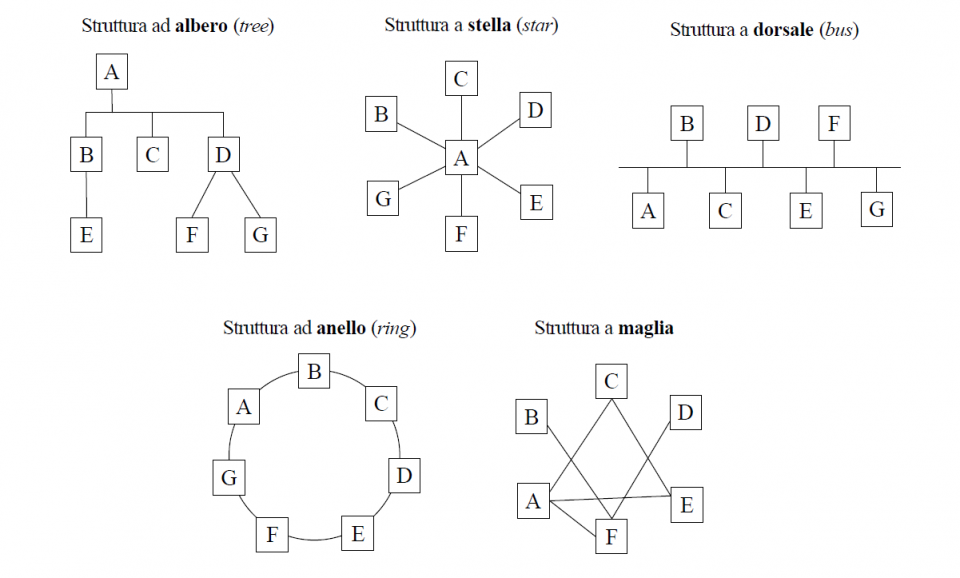 Struttura ad albero (tree)
A
B C D
E F G
Struttura a stella (star)
C
B D
A
G E
F
Struttura a dorsale (bus)
B D F
A C E G
Struttura ad anello (ring)
B
A C
G D
F E
Struttura a maglia
C
B D
A E
F